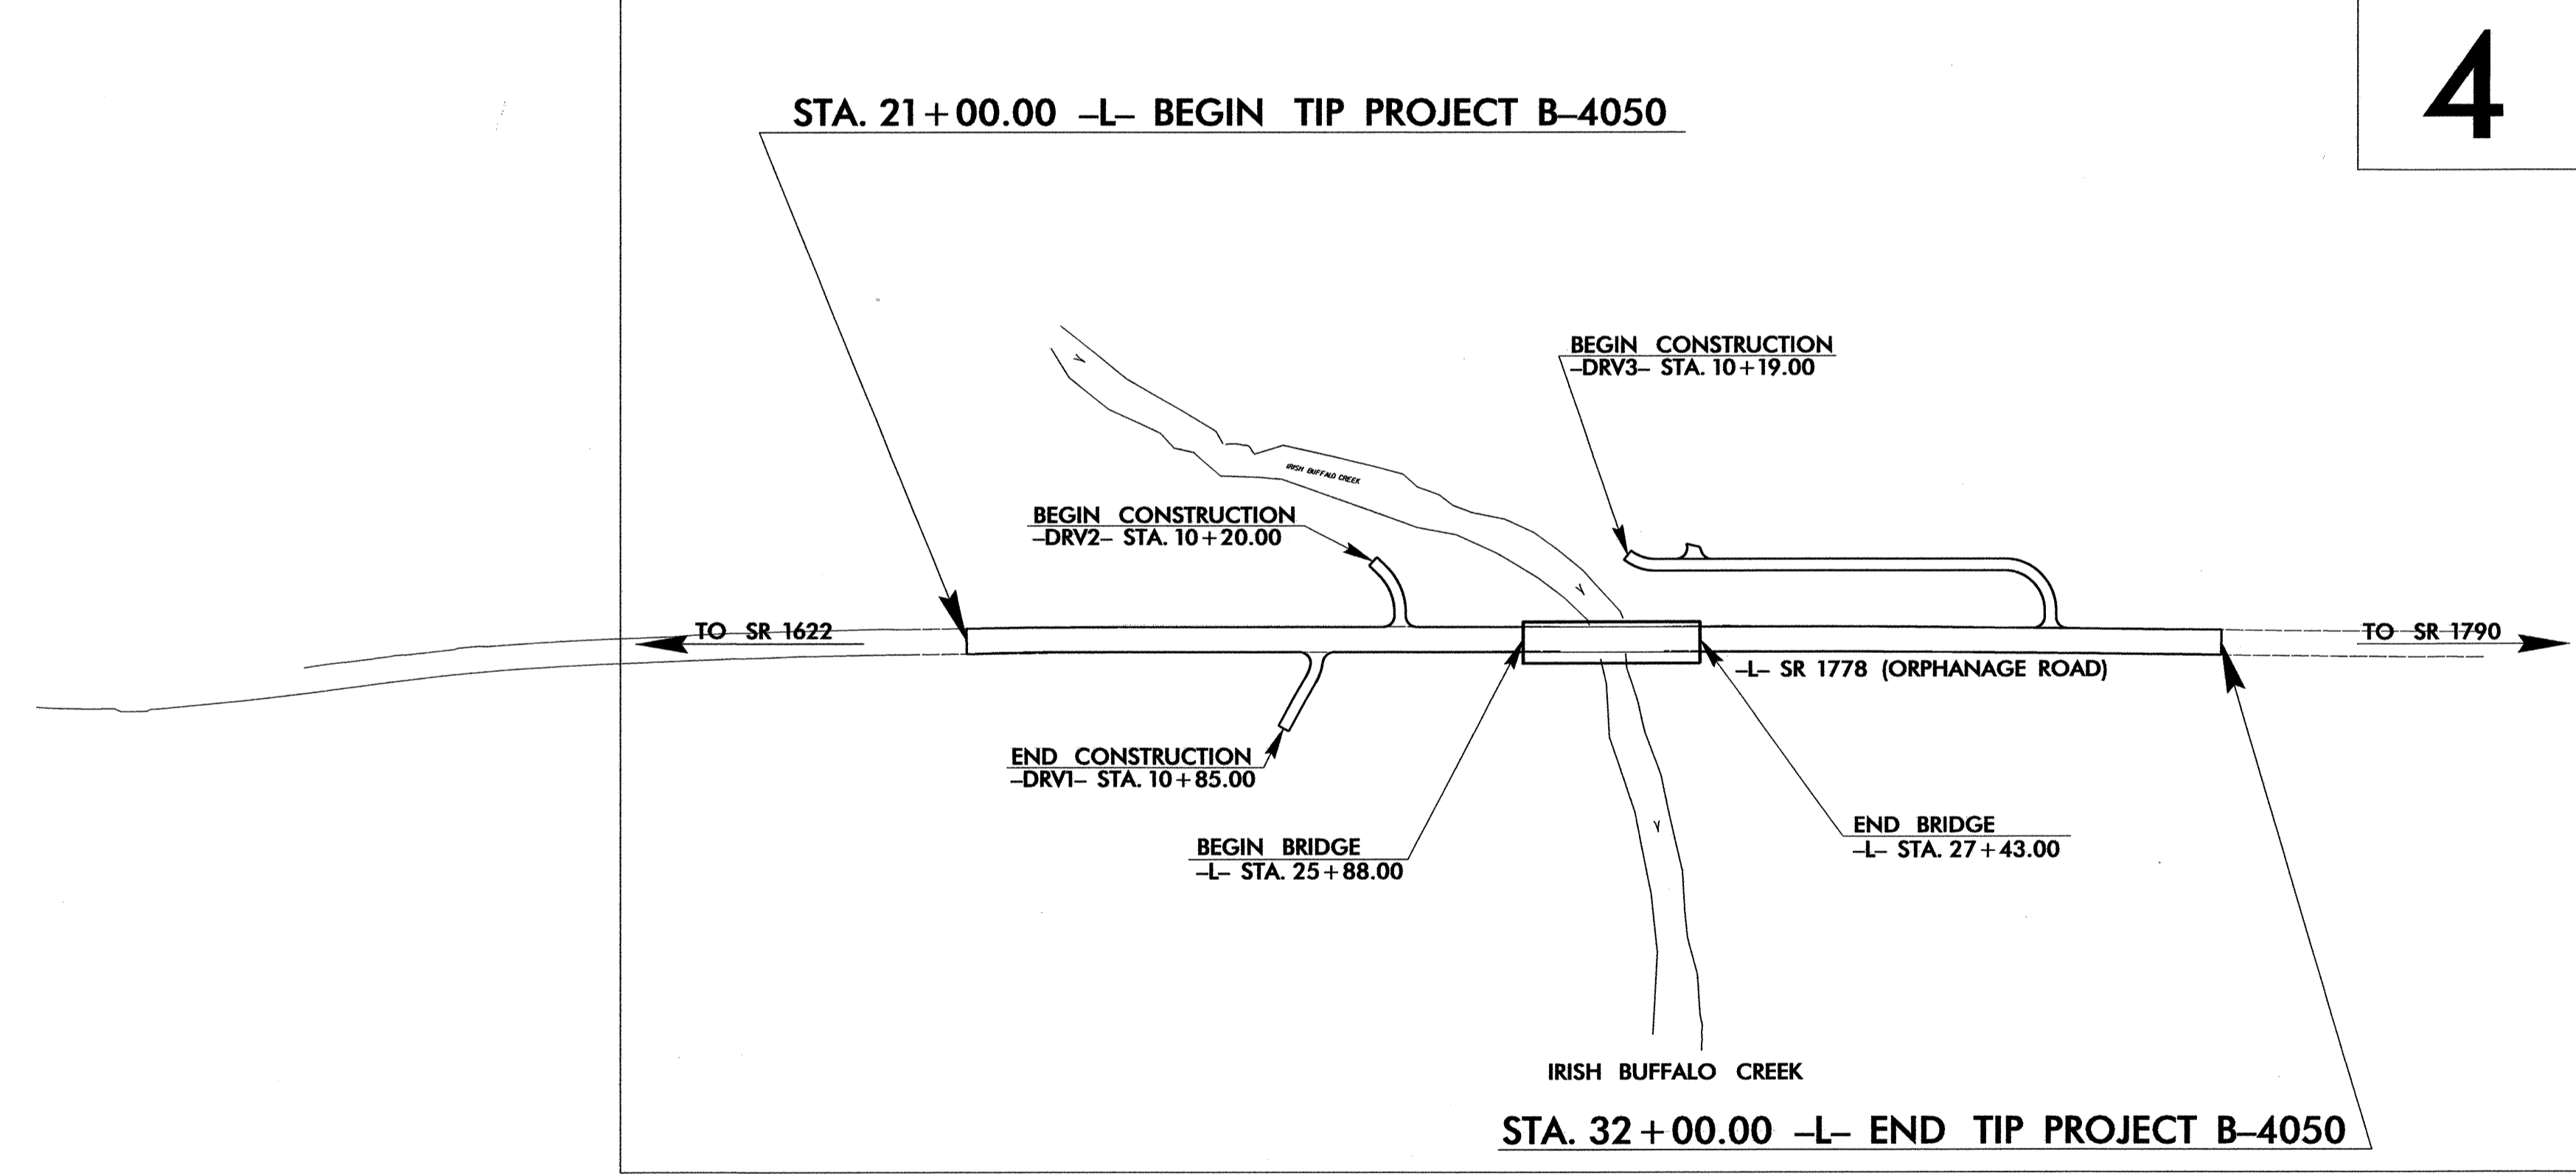 4
STA. 21+00.00 –L– BEGIN TIP PROJECT B–4050
BEGIN CONSTRUCTION
–DRV3– STA. 10+19.00
IRISH BUFFALO CREEK
BEGIN CONSTRUCTION
–DRV2– STA. 10+20.00
TO SR 1622
TO SR 1790
–L– SR 1778 (ORPHANAGE ROAD)
END CONSTRUCTION
–DRV1– STA. 10+85.00
END BRIDGE
–L– STA. 27+43.00
BEGIN BRIDGE
–L– STA. 25+88.00
IRISH BUFFALO CREEK
STA. 32+00.00 –L– END TIP PROJECT B–4050